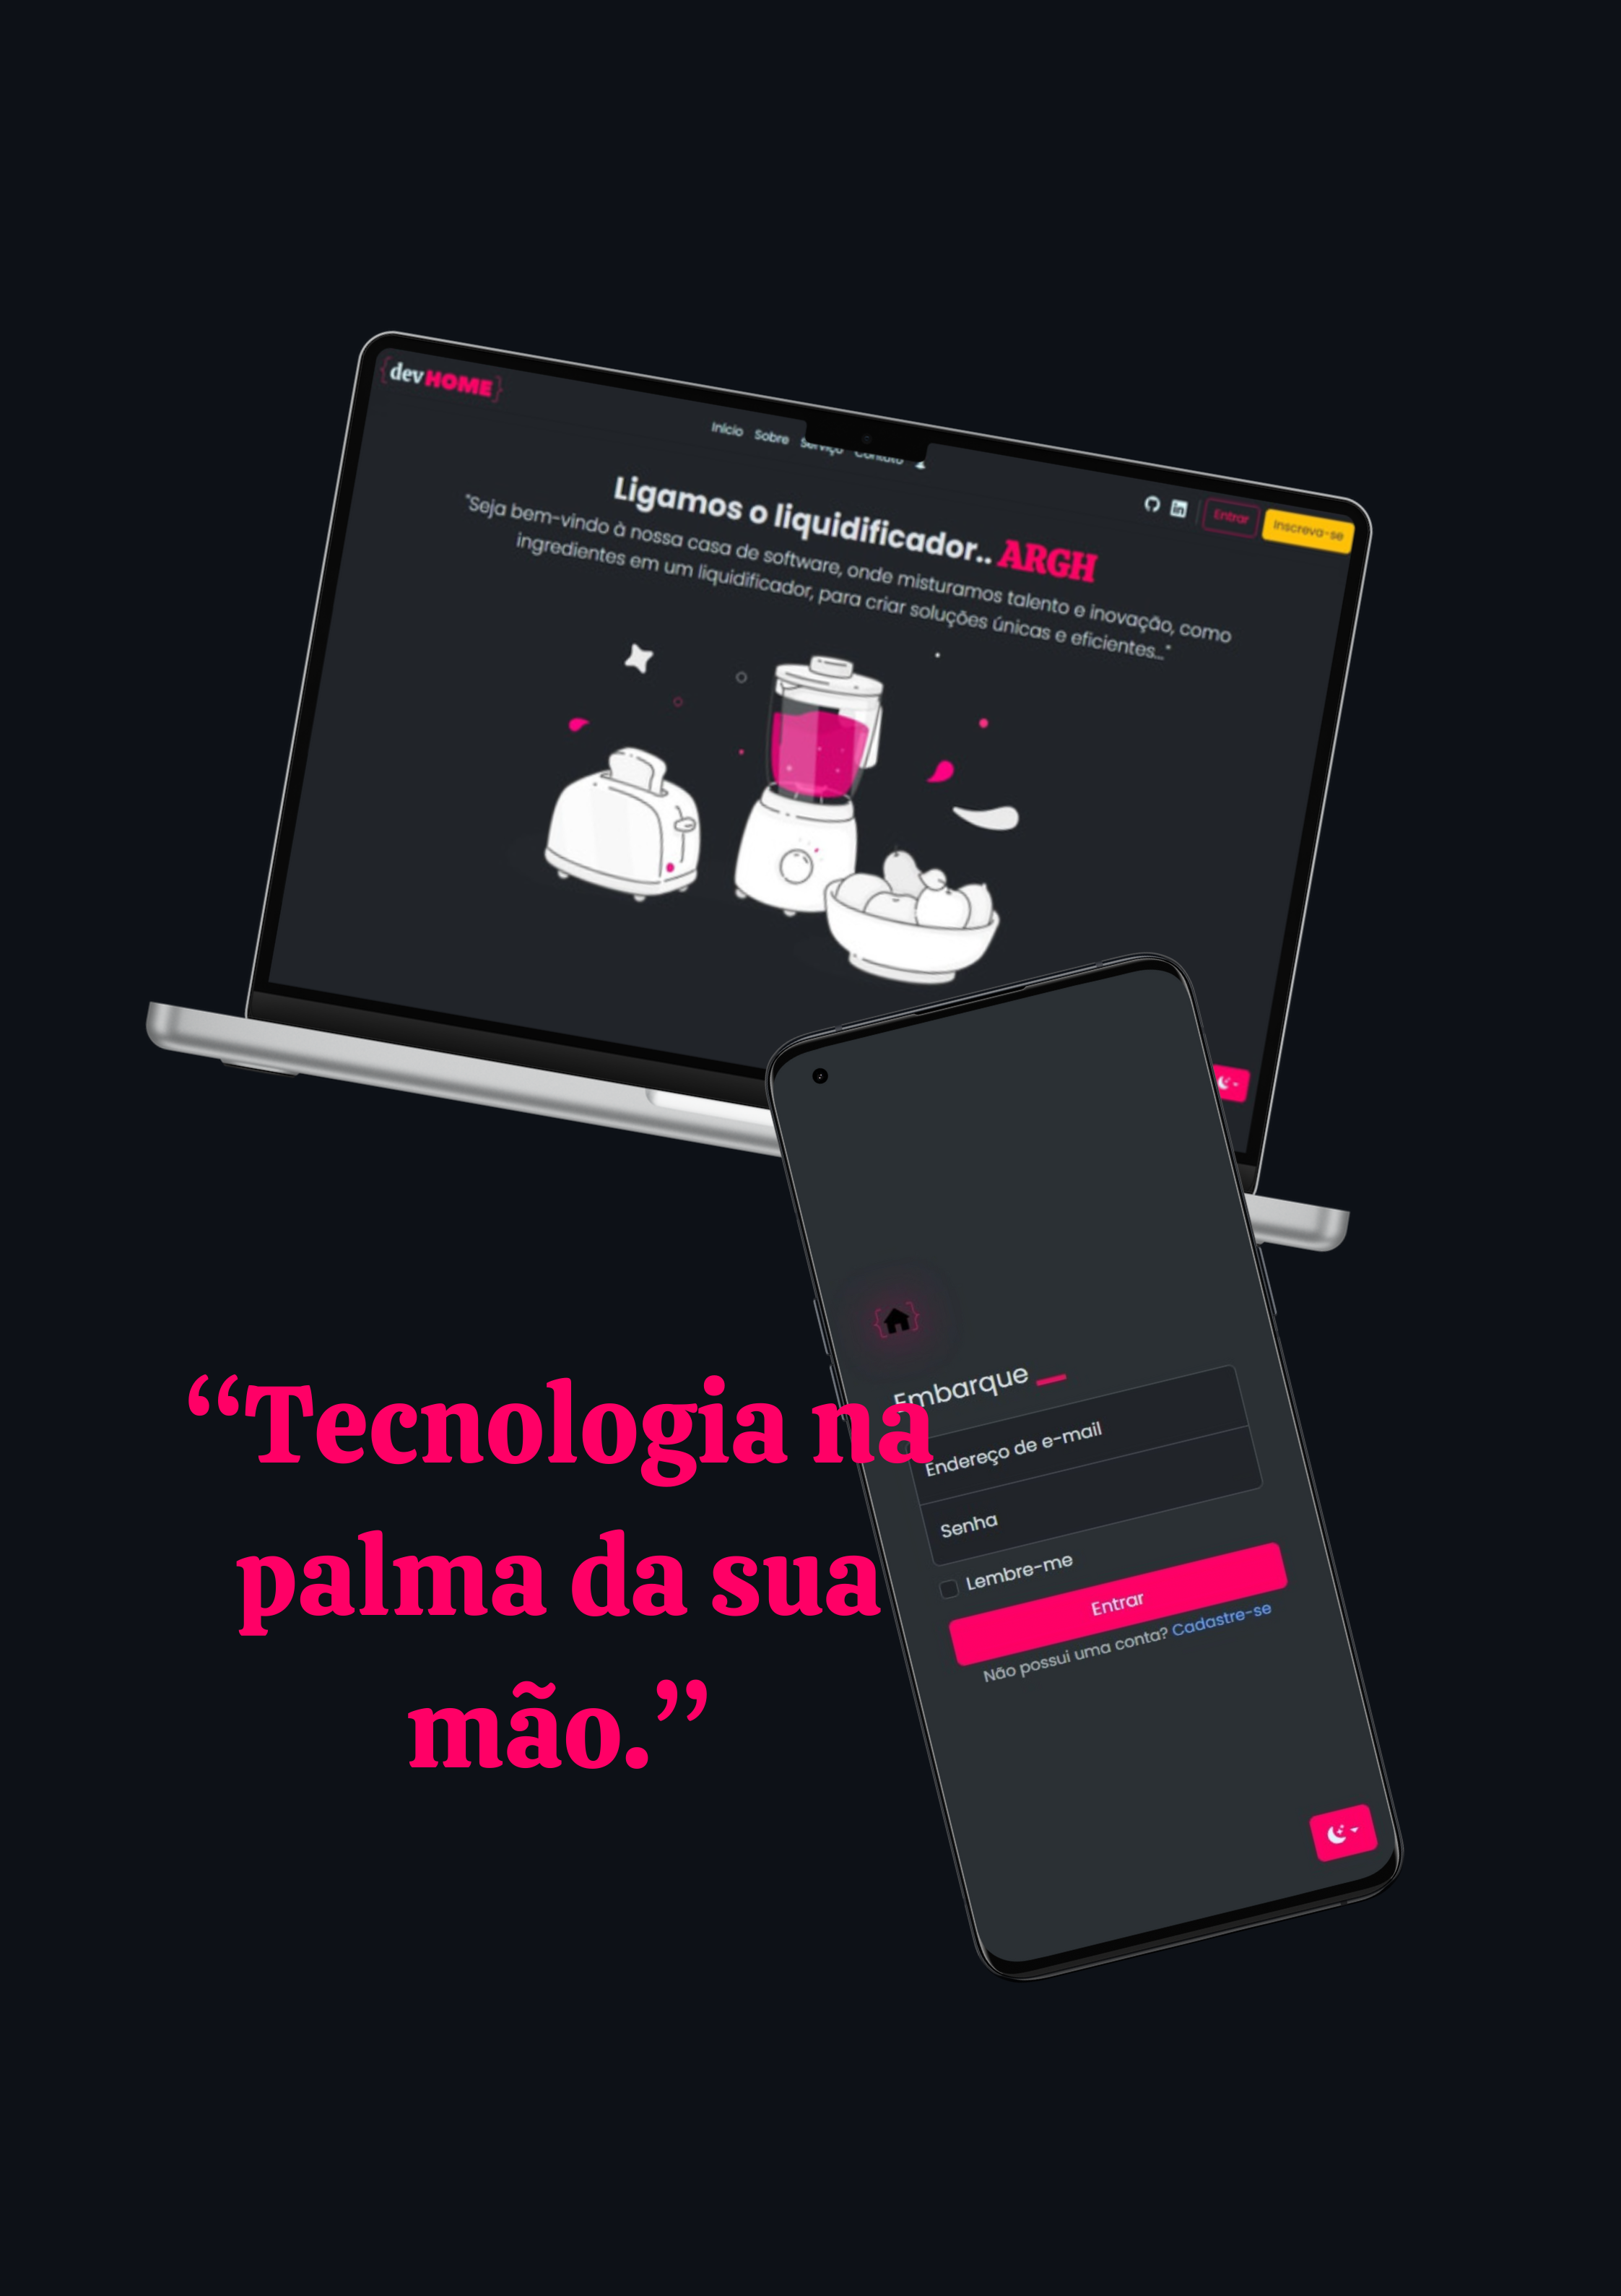 {devHOME}
Início Sobre Serviço Contato
Entrar
Inscreva-se
Ligamos o liquidificador.. ARGH
"Seja bem-vindo à nossa casa de software, onde misturamos talento e inovação, como
ingredientes em um liquidificador, para criar soluções únicas e eficientes..."
Embarque
Endereço de e-mail
Senha
Lembre-me
Entrar
Não possui uma conta? Cadastre-se
“Tecnologia na
palma da sua
mão.”